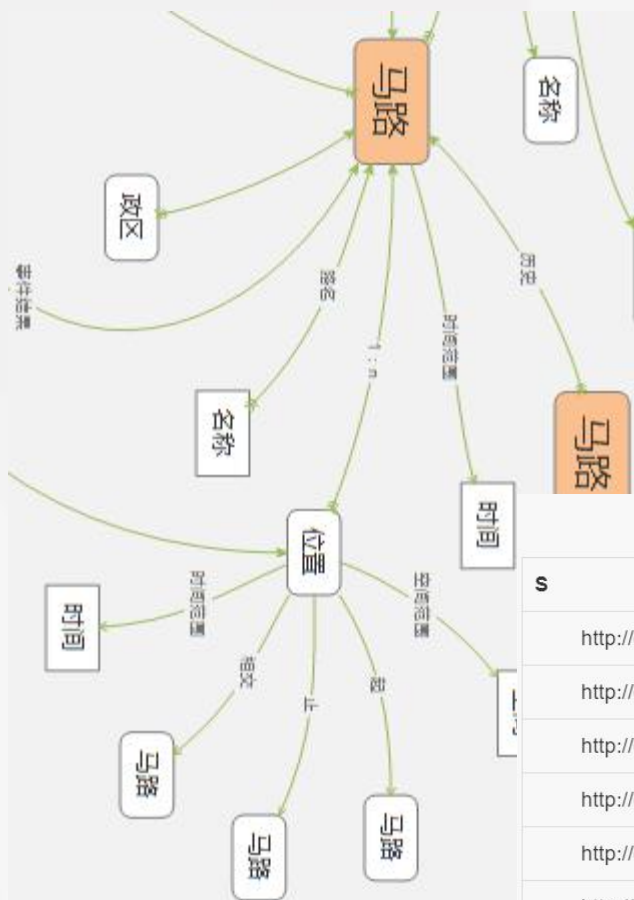 马路
名称
政区
历史
路名
事件结果
时间范围
1:n
名称
马路
时间
位置
时间范围
空间范围
时间
相交
起
止
马路
马路
马路
S
http://
http://
http://
http://
http://